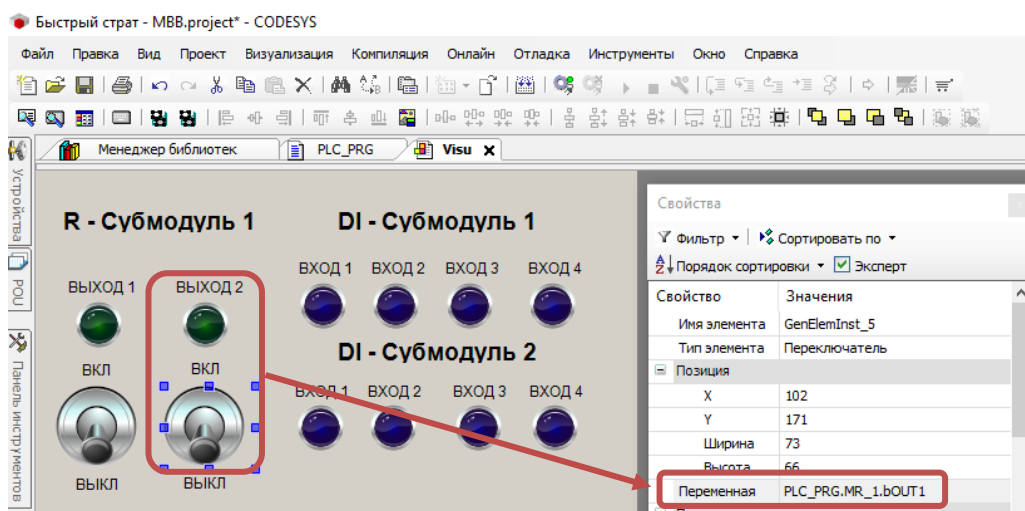 Быстрый страт - MBB.project* - CODESYS
Файл Правка Вид Проект Визуализация Компиляция Онлайн Отладка Инструменты Окно Справка
Менеджер библиотек PLC_PRG Visu X
Устройства
POU
Панель инструментов
R - Субмодуль 1
DI - Субмодуль 1
ВЫХОД 1 ВЫХОД 2
ВХОД 1 ВХОД 2 ВХОД 3 ВХОД 4
ВКЛ ВКЛ
DI - Субмодуль 2
ВХОД 1 ВХОД 2 ВХОД 3 ВХОД 4
ВЫКЛ ВЫКЛ
Свойства
Фильтр Сортировать по
Порядок сортировки Эксперт
Свойство Значения
Имя элемента GenElemInst_5
Тип элемента Переключатель
Позиция
X 102
Y 171
Ширина 73
Высота 66
Переменная PLC_PRG.MR_1.bOUT1